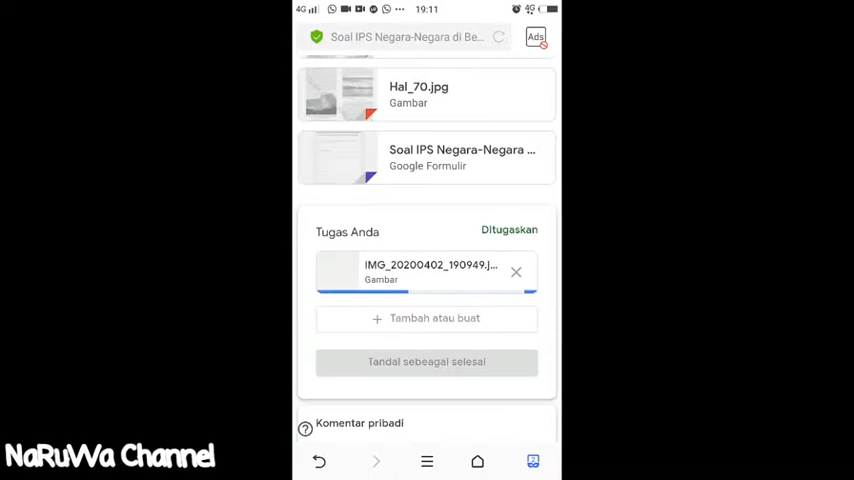 4G 19:11 4G
Soal IPS Negara-Negara di Be... Ads
Hal_70.jpg
Gambar
Soal IPS Negara-Negara ...
Google Formulir
Tugas Anda Ditugaskan
IMG_20200402_190949.j...
Gambar
+ Tambah atau buat
Tandai sebagai selesai
Komentar pribadi
NaRuWa Channel